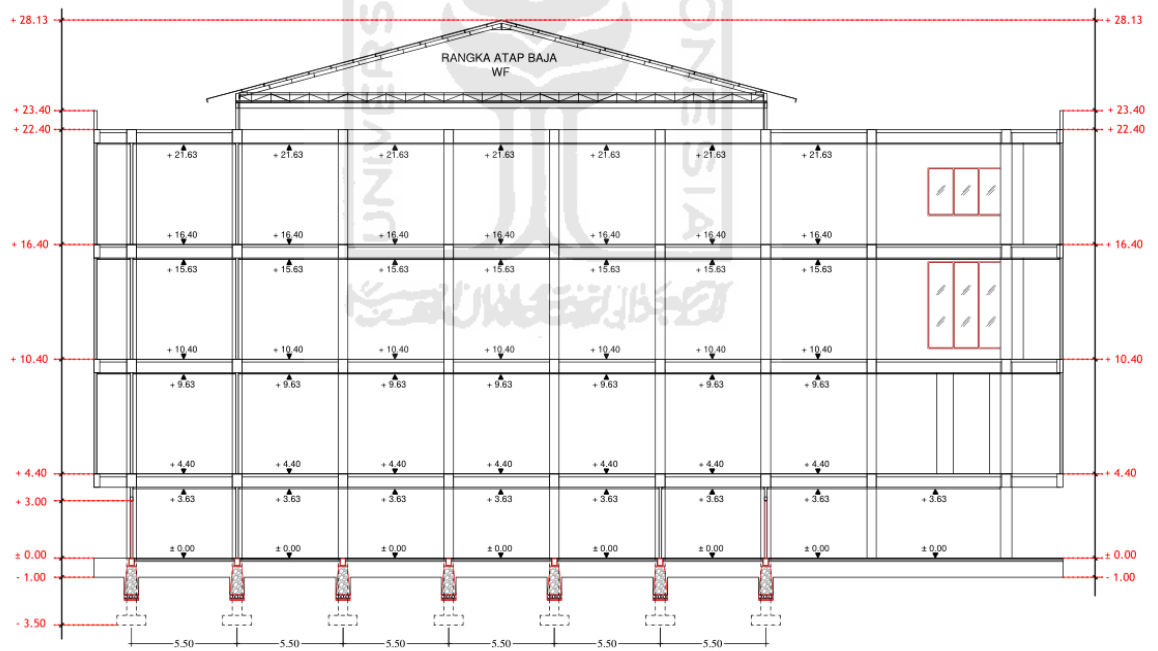 + 28.13
+ 28.13
UNIVERS
ONESIA
RANGKA ATAP BAJA
WF
+ 23.40
+ 23.40
+ 22.40
+ 22.40
+ 21.63 + 21.63 + 21.63 + 21.63 + 21.63 + 21.63 + 21.63
+ 16.40 + 16.40 + 16.40 + 16.40 + 16.40 + 16.40 + 16.40
+ 16.40
+ 16.40
+ 15.63 + 15.63 + 15.63 + 15.63 + 15.63 + 15.63 + 15.63
+ 10.40 + 10.40 + 10.40 + 10.40 + 10.40 + 10.40 + 10.40
+ 10.40
+ 10.40
+ 9.63 + 9.63 + 9.63 + 9.63 + 9.63 + 9.63 + 9.63
+ 4.40 + 4.40 + 4.40 + 4.40 + 4.40 + 4.40 + 4.40
+ 4.40
+ 4.40
+ 3.63 + 3.63 + 3.63 + 3.63 + 3.63 + 3.63 + 3.63 + 3.63
+ 3.00
± 0.00 ± 0.00 ± 0.00 ± 0.00 ± 0.00 ± 0.00 ± 0.00 ± 0.00
± 0.00
± 0.00
- 1.00
- 1.00
- 3.50
5.50 5.50 5.50 5.50 5.50 5.50